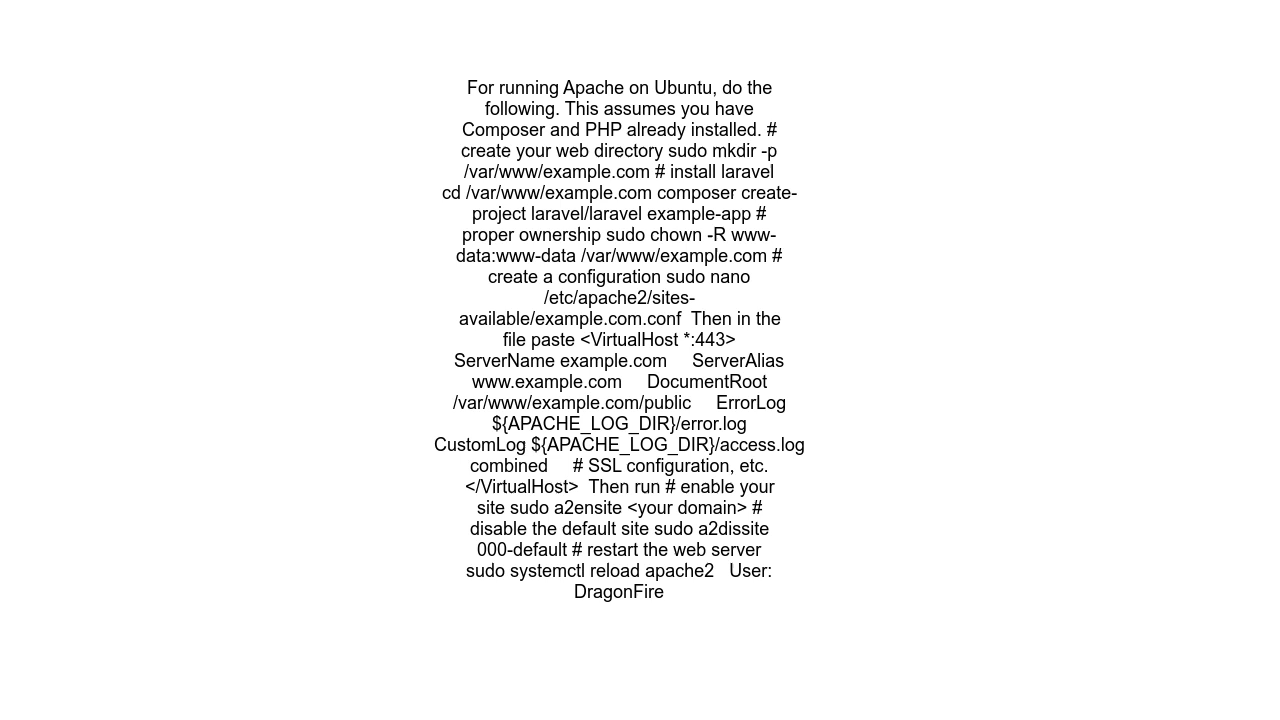 For running Apache on Ubuntu, do the
following. This assumes you have
Composer and PHP already installed. #
create your web directory sudo mkdir -p
/var/www/example.com # install laravel
cd /var/www/example.com composer create-
project laravel/laravel example-app #
proper ownership sudo chown -R www-
data:www-data /var/www/example.com #
create a configuration sudo nano
/etc/apache2/sites-
available/example.com.conf  Then in the
file paste <VirtualHost *:443>
ServerName example.com     ServerAlias
www.example.com     DocumentRoot
/var/www/example.com/public     ErrorLog
${APACHE_LOG_DIR}/error.log
CustomLog ${APACHE_LOG_DIR}/access.log
combined     # SSL configuration, etc.
</VirtualHost>  Then run # enable your
site sudo a2ensite <your domain> #
disable the default site sudo a2dissite
000-default # restart the web server
sudo systemctl reload apache2   User:
DragonFire